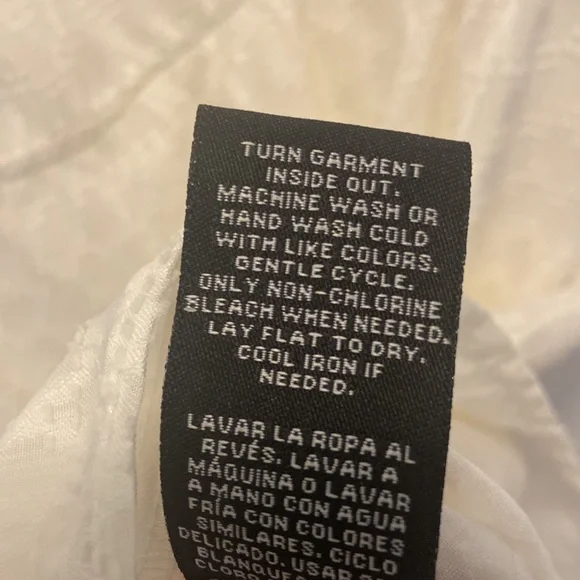 TURN GARMENT
INSIDE OUT.
MACHINE WASH OR
HAND WASH COLD
WITH LIKE COLORS.
GENTLE CYCLE.
ONLY NON-CHLORINE
BLEACH WHEN NEEDED.
LAY FLAT TO DRY.
COOL IRON IF
NEEDED.
LAVAR LA ROPA AL
REVÉS. LAVAR A
MÁQUINA O LAVAR
A MANO CON AGUA
FRÍA CON COLORES
SIMILARES. CICLO
DELICADO. USAR